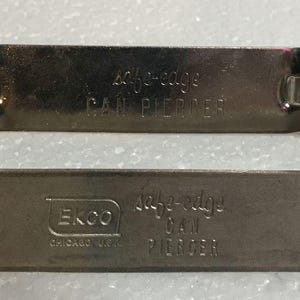 safe-edge
CAN PIERCER
EKCO
CHICAGO U.S.A.
safe-edge
CAN
PIERCER